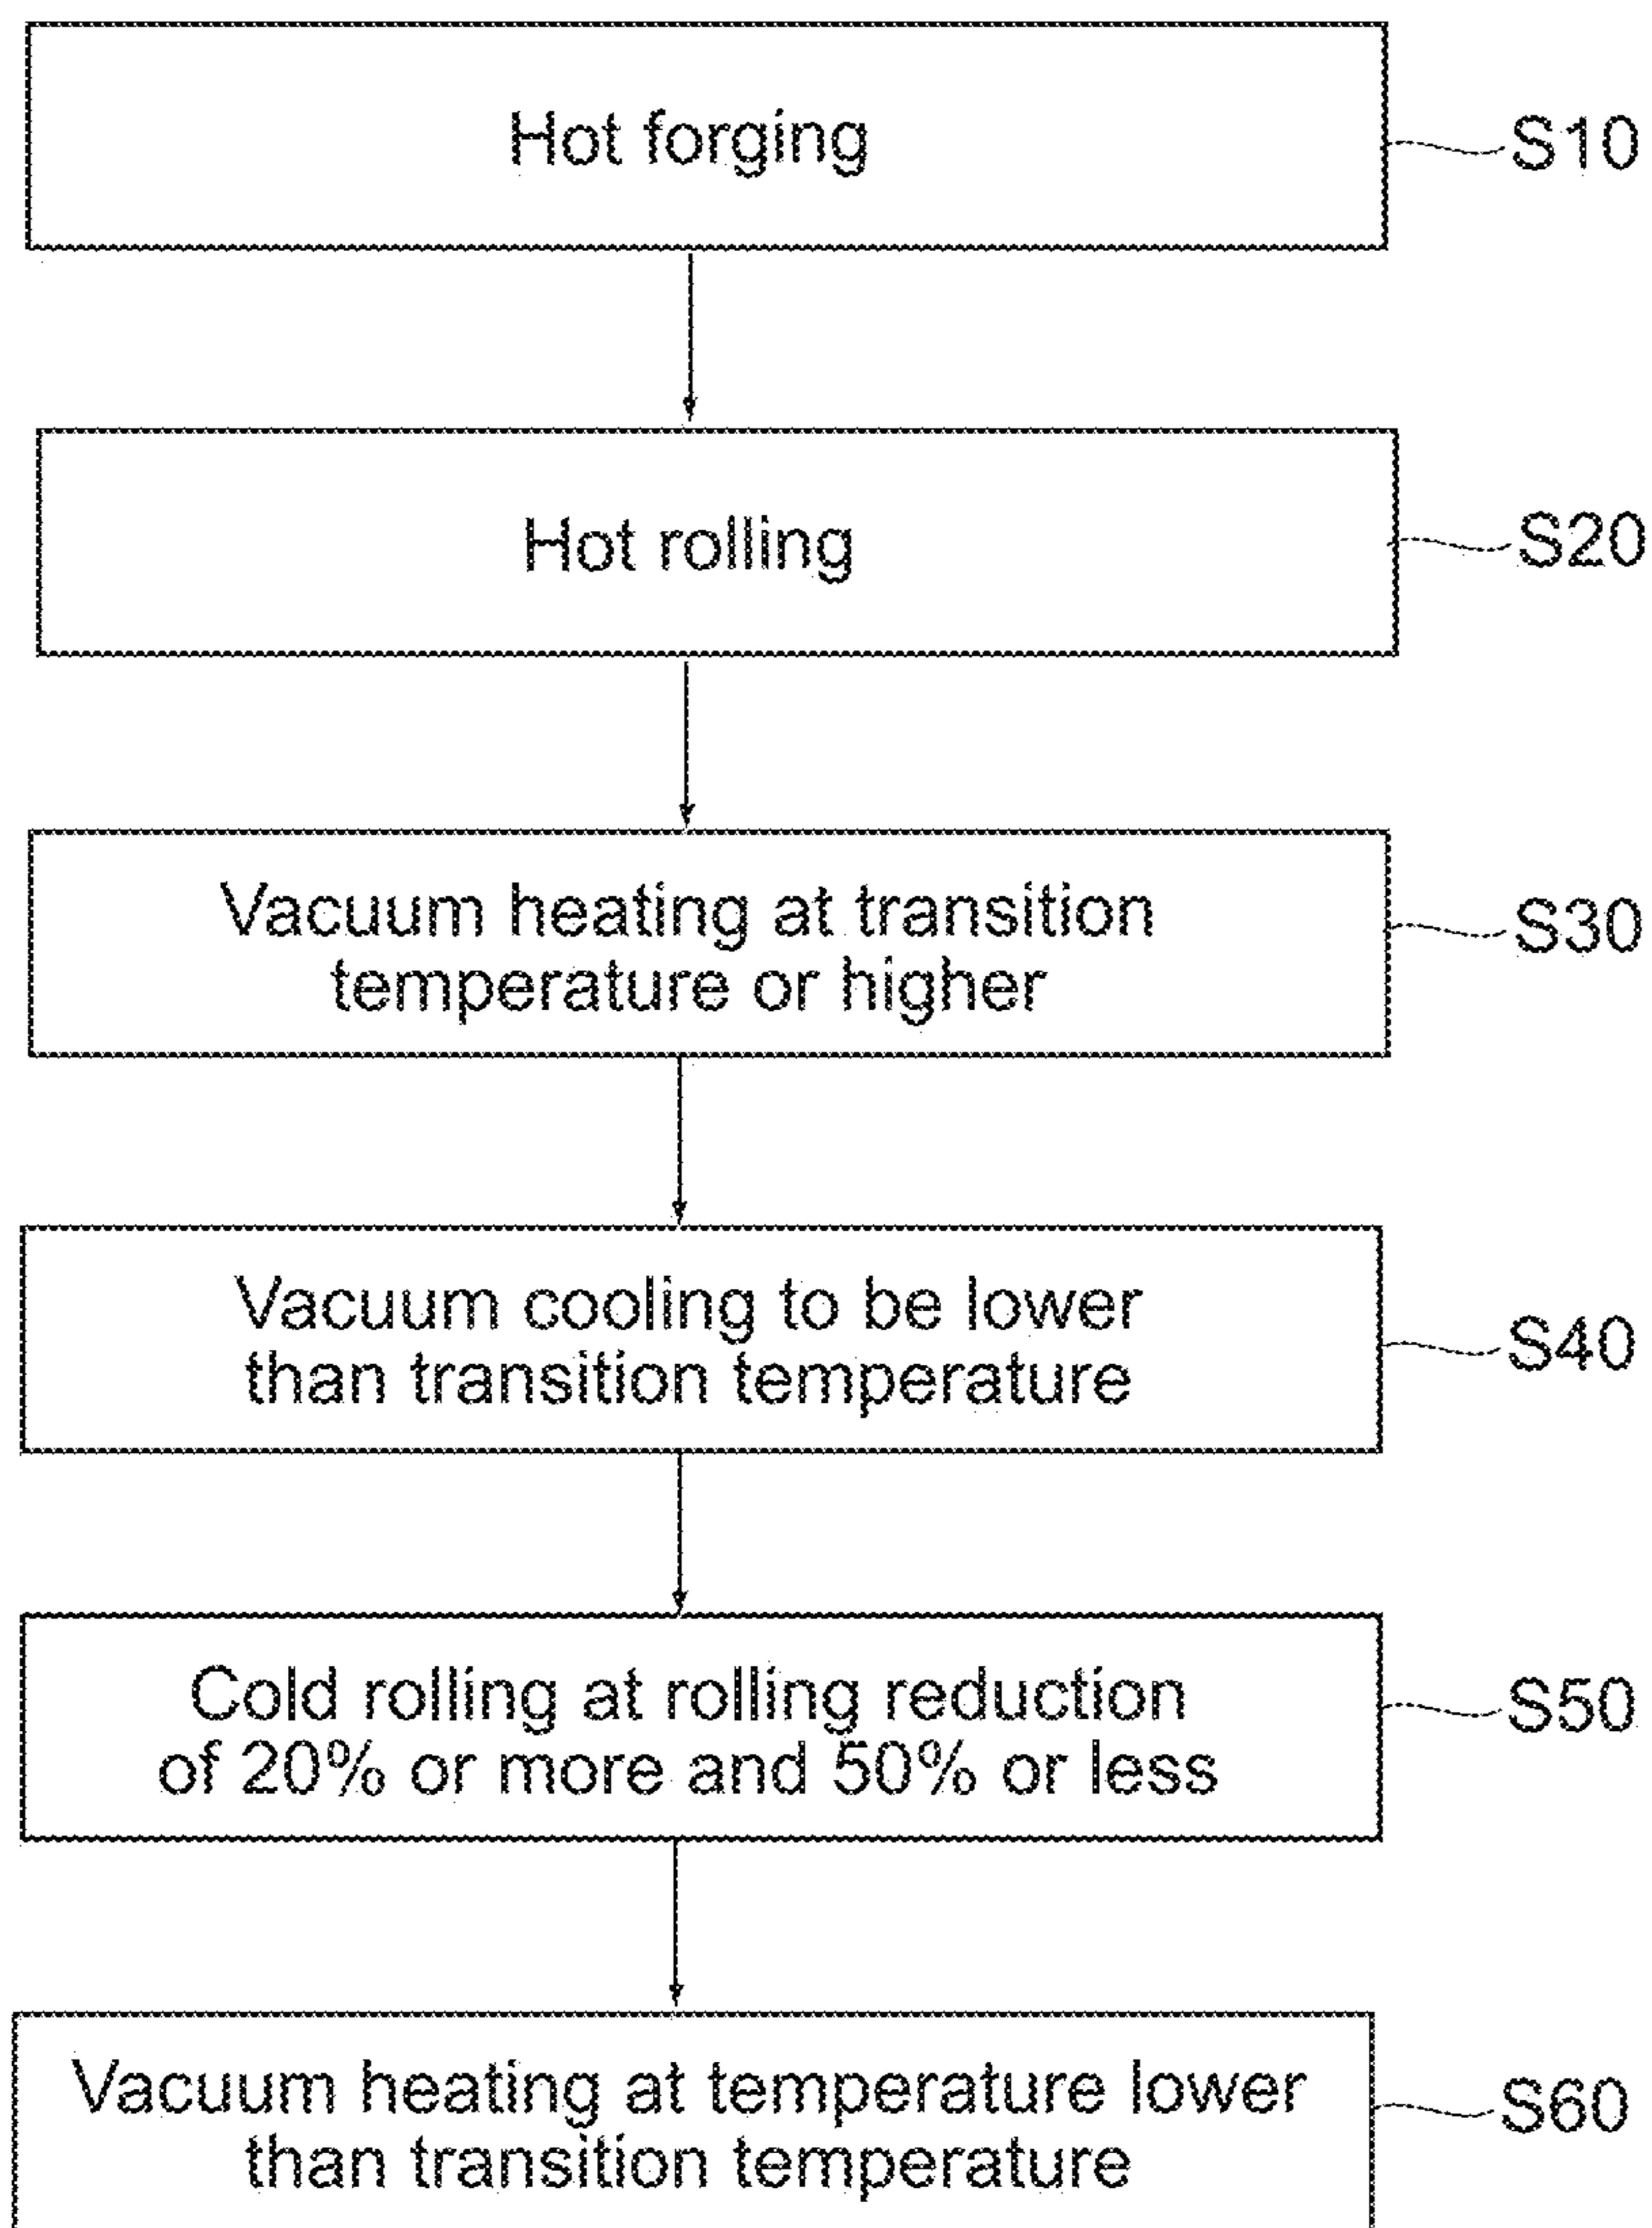 Hot forging
S10
Hot rolling
S20
Vacuum heating at transition
temperature or higher
S30
Vacuum cooling to be lower
than transition temperature
S40
Cold rolling at rolling reduction
of 20% or more and 50% or less
S50
Vacuum heating at temperature lower
than transition temperature
S60